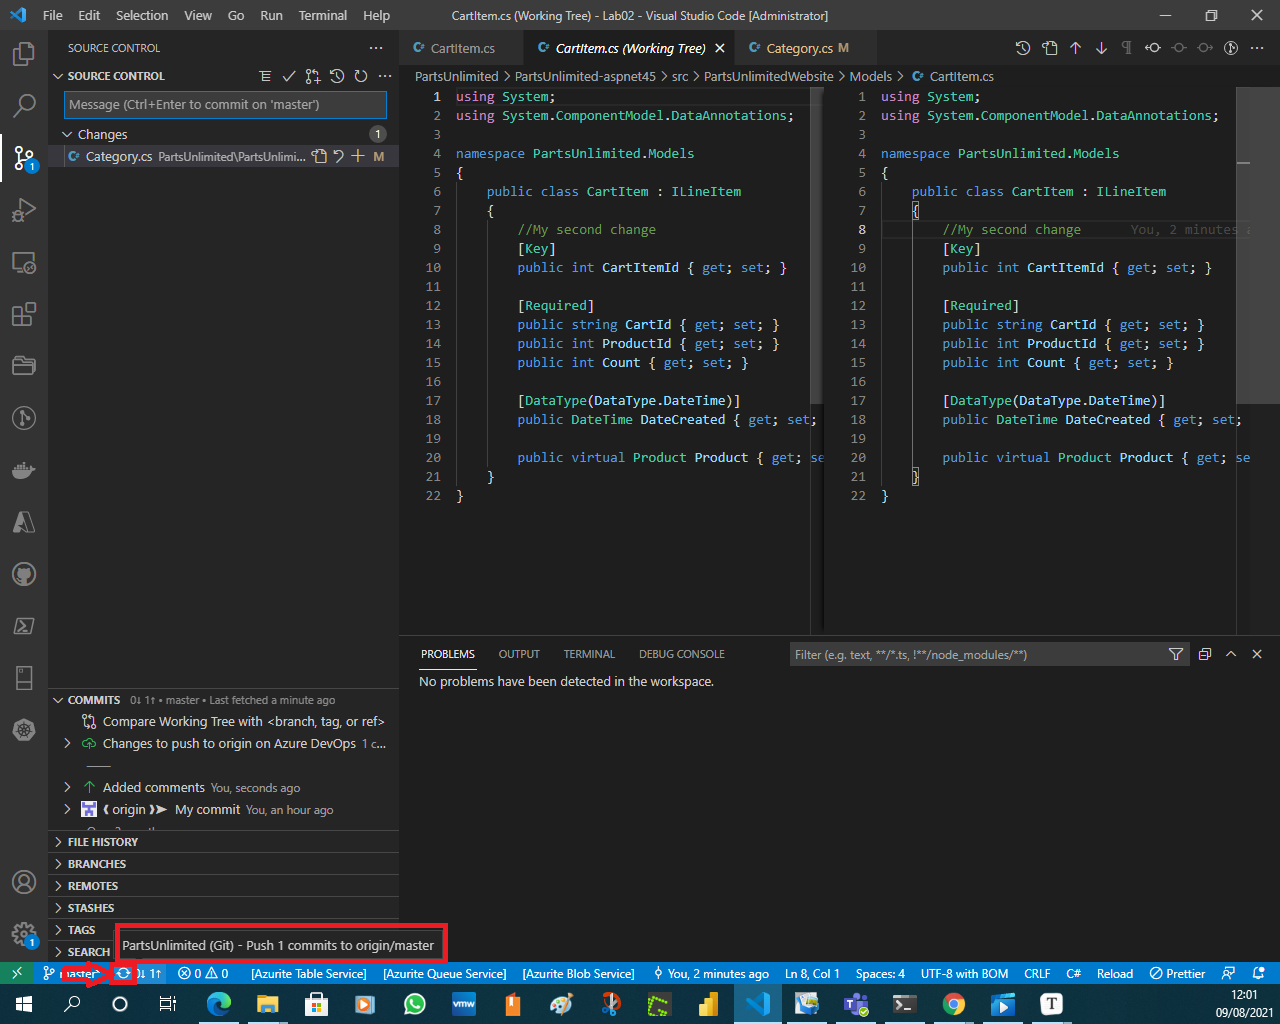 File Edit Selection View Go Run Terminal Help CartItem.cs (Working Tree) - Lab02 - Visual Studio Code [Administrator]
SOURCE CONTROL
SOURCE CONTROL
Message (Ctrl+Enter to commit on 'master')
Changes 1
Category.cs PartsUnlimited\PartsUnlimi... M
1
CartItem.cs CartItem.cs (Working Tree) Category.cs M
PartsUnlimited > PartsUnlimited-aspnet45 > src > PartsUnlimitedWebsite > Models > CartItem.cs
1 using System;
2 using System.ComponentModel.DataAnnotations;
3
4 namespace PartsUnlimited.Models
5 {
6 public class CartItem : ILineItem
7 {
8 //My second change
9 [Key]
10 public int CartItemId { get; set; }
11
12 [Required]
13 public string CartId { get; set; }
14 public int ProductId { get; set; }
15 public int Count { get; set; }
16
17 [DataType(DataType.DateTime)]
18 public DateTime DateCreated { get; set;
19
20 public virtual Product Product { get; se
21 }
22 }
1 using System;
2 using System.ComponentModel.DataAnnotations;
3
4 namespace PartsUnlimited.Models
5 {
6 public class CartItem : ILineItem
7 {
8 //My second change You, 2 minutes a
9 [Key]
10 public int CartItemId { get; set; }
11
12 [Required]
13 public string CartId { get; set; }
14 public int ProductId { get; set; }
15 public int Count { get; set; }
16
17 [DataType(DataType.DateTime)]
18 public DateTime DateCreated { get; set;
19
20 public virtual Product Product { get; se
21 }
22 }
PROBLEMS OUTPUT TERMINAL DEBUG CONSOLE Filter (e.g. text, **/*.ts, !**/node_modules/**)
No problems have been detected in the workspace.
COMMITS 0↓ 1↑ • master • Last fetched a minute ago
Compare Working Tree with <branch, tag, or ref>
Changes to push to origin on Azure DevOps 1 c...
Added comments You, seconds ago
origin My commit You, an hour ago
FILE HISTORY
BRANCHES
REMOTES
STASHES
TAGS
SEARCH
1
PartsUnlimited (Git) - Push 1 commits to origin/master
master* 0↓ 1↑ 0 0 [Azurite Table Service] [Azurite Queue Service] [Azurite Blob Service] You, 2 minutes ago Ln 8, Col 1 Spaces: 4 UTF-8 with BOM CRLF C# Reload Prettier
vmw T
12:01
09/08/2021